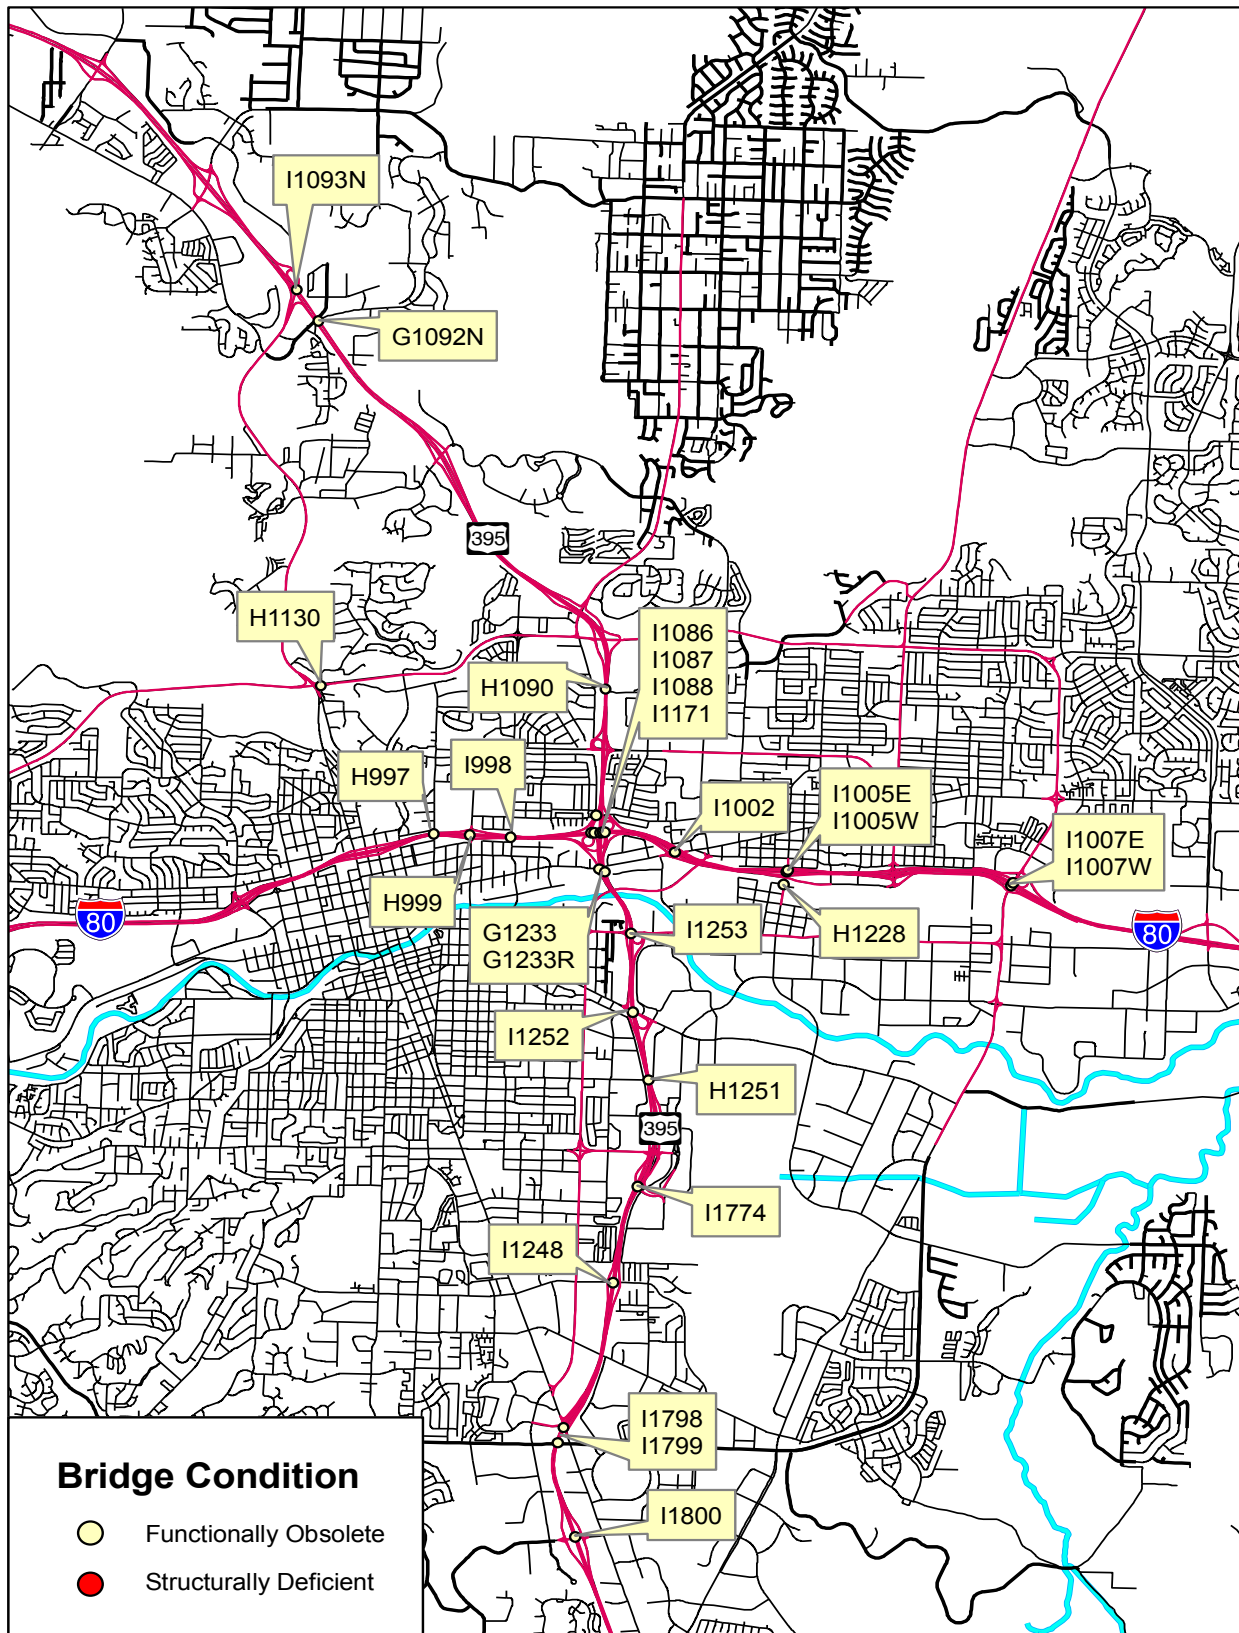 I1093N
G1092N
395
H1130
I1086
I1087
I1088
I1171
H1090
I998
H997
I1002
I1005E
I1005W
I1007E
I1007W
H999
80
G1233
G1233R
I1253
H1228
80
I1252
H1251
395
I1774
I1248
I1798
I1799
I1800
Bridge Condition
Functionally Obsolete
Structurally Deficient